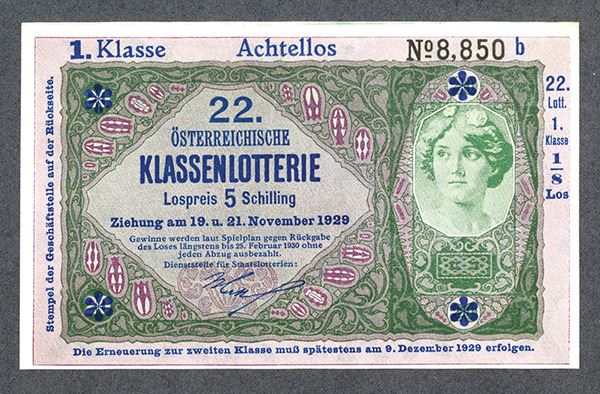 1. Klasse Achtellos Nº 8,850 b
Stempel der Geschäftsstelle auf der Rückseite.
22.
ÖSTERREICHISCHE
KLASSENLOTTERIE
Lospreis 5 Schilling
Ziehung am 19. u. 21. November 1929
Gewinne werden laut Spielplan gegen Rückgabe
des Loses längstens bis 25. Februar 1930 ohne
jeden Abzug ausbezahlt.
Dienststelle für Staatslotterien:
22.
Lott.
1.
Klasse
1/8
Los
Die Erneuerung zur zweiten Klasse muß spätestens am 9. Dezember 1929 erfolgen.